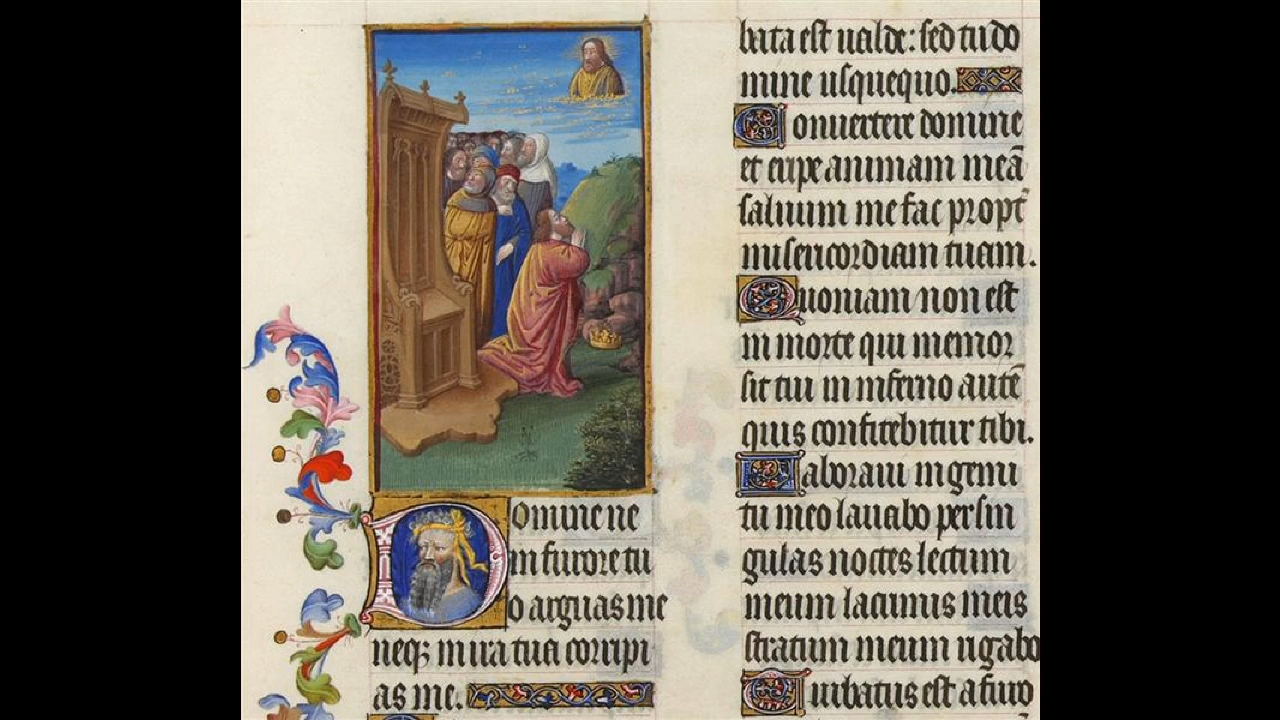 Domine ne
in furore tu
o arguas me
neq̢ in ira tua corripi
as me.
bata est ualde: sed tu do
mine usquequo.
Conuertere domine
et eripe animam meā
saluum me fac propt̄
misericordiam tuam.
Quoniam non est
in morte qui memor
sit tui in inferno autē
quis confitebitur tibi.
Laboraui in gemi
tu meo lauabo per sin
gulas noctes lectum
meum lacrimis meis
stratum meum rigabo
Turbatus est a furo